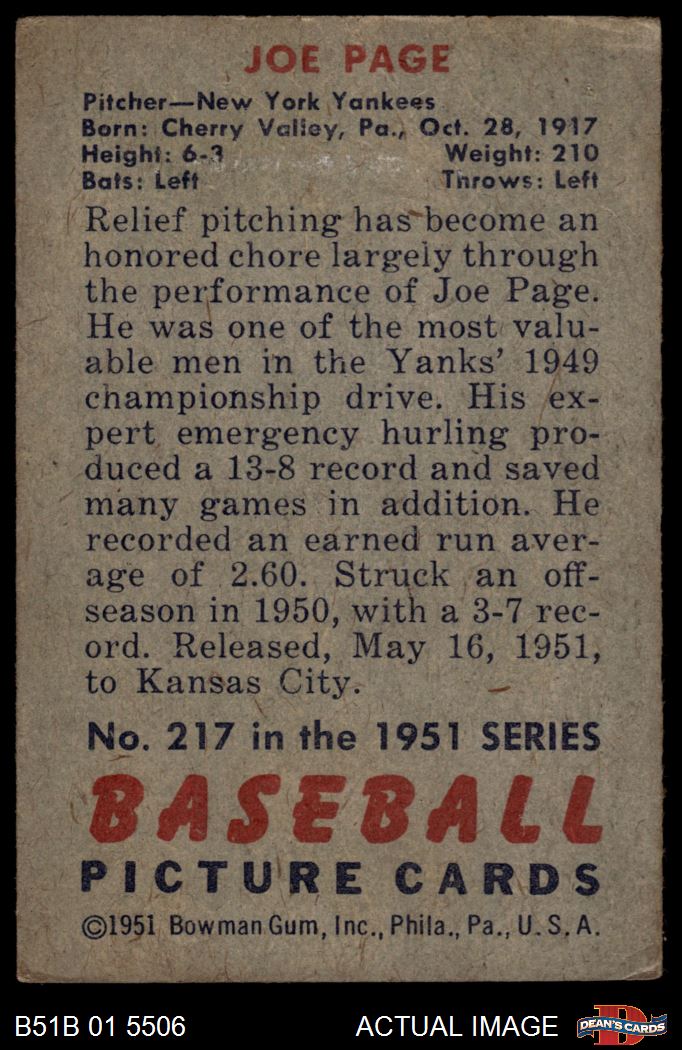 JOE PAGE
Pitcher—New York Yankees
Born: Cherry Valley, Pa., Oct. 28, 1917
Height: 6-3 Weight: 210
Bats: Left Throws: Left
Relief pitching has become an
honored chore largely through
the performance of Joe Page.
He was one of the most valu-
able men in the Yanks' 1949
championship drive. His ex-
pert emergency hurling pro-
duced a 13-8 record and saved
many games in addition. He
recorded an earned run aver-
age of 2.60. Struck an off-
season in 1950, with a 3-7 rec-
ord. Released, May 16, 1951,
to Kansas City.
No. 217 in the 1951 SERIES
BASEBALL
PICTURE CARDS
©1951 Bowman Gum, Inc., Phila., Pa., U.S.A.
B51B 01 5506 ACTUAL IMAGE DEAN'S CARDS